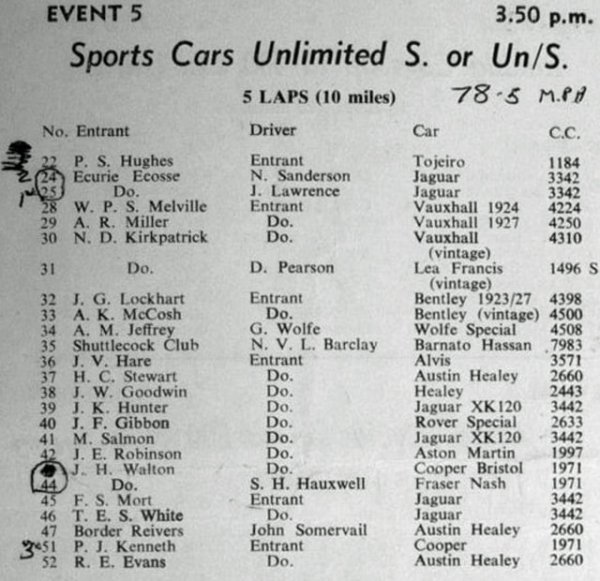 EVENT 5 3.50 p.m.
Sports Cars Unlimited S. or Un/S.
5 LAPS (10 miles) 78.5 M.P.H
No. Entrant Driver Car C.C.
22 P. S. Hughes Entrant Tojeiro 1184
2 24 Ecurie Ecosse N. Sanderson Jaguar 3342
1 25 Do. J. Lawrence Jaguar 3342
28 W. P. S. Melville Entrant Vauxhall 1924 4224
29 A. R. Miller Do. Vauxhall 1927 4250
30 N. D. Kirkpatrick Do. Vauxhall 4310
(vintage)
31 Do. D. Pearson Lea Francis 1496 S
(vintage)
32 J. G. Lockhart Entrant Bentley 1923/27 4398
33 A. K. McCosh Do. Bentley (vintage) 4500
34 A. M. Jeffrey G. Wolfe Wolfe Special 4508
35 Shuttlecock Club N. V. L. Barclay Barnato Hassan 7983
36 J. V. Hare Entrant Alvis 3571
37 H. C. Stewart Do. Austin Healey 2660
38 J. W. Goodwin Do. Healey 2443
39 J. K. Hunter Do. Jaguar XK120 3442
40 J. F. Gibbon Do. Rover Special 2633
41 M. Salmon Do. Jaguar XK120 3442
42 J. E. Robinson Do. Aston Martin 1997
J. H. Walton Do. Cooper Bristol 1971
44 Do. S. H. Hauxwell Fraser Nash 1971
45 F. S. Mort Entrant Jaguar 3442
46 T. E. S. White Do. Jaguar 3442
47 Border Reivers John Somervail Austin Healey 2660
3 51 P. J. Kenneth Entrant Cooper 1971
52 R. E. Evans Do. Austin Healey 2660